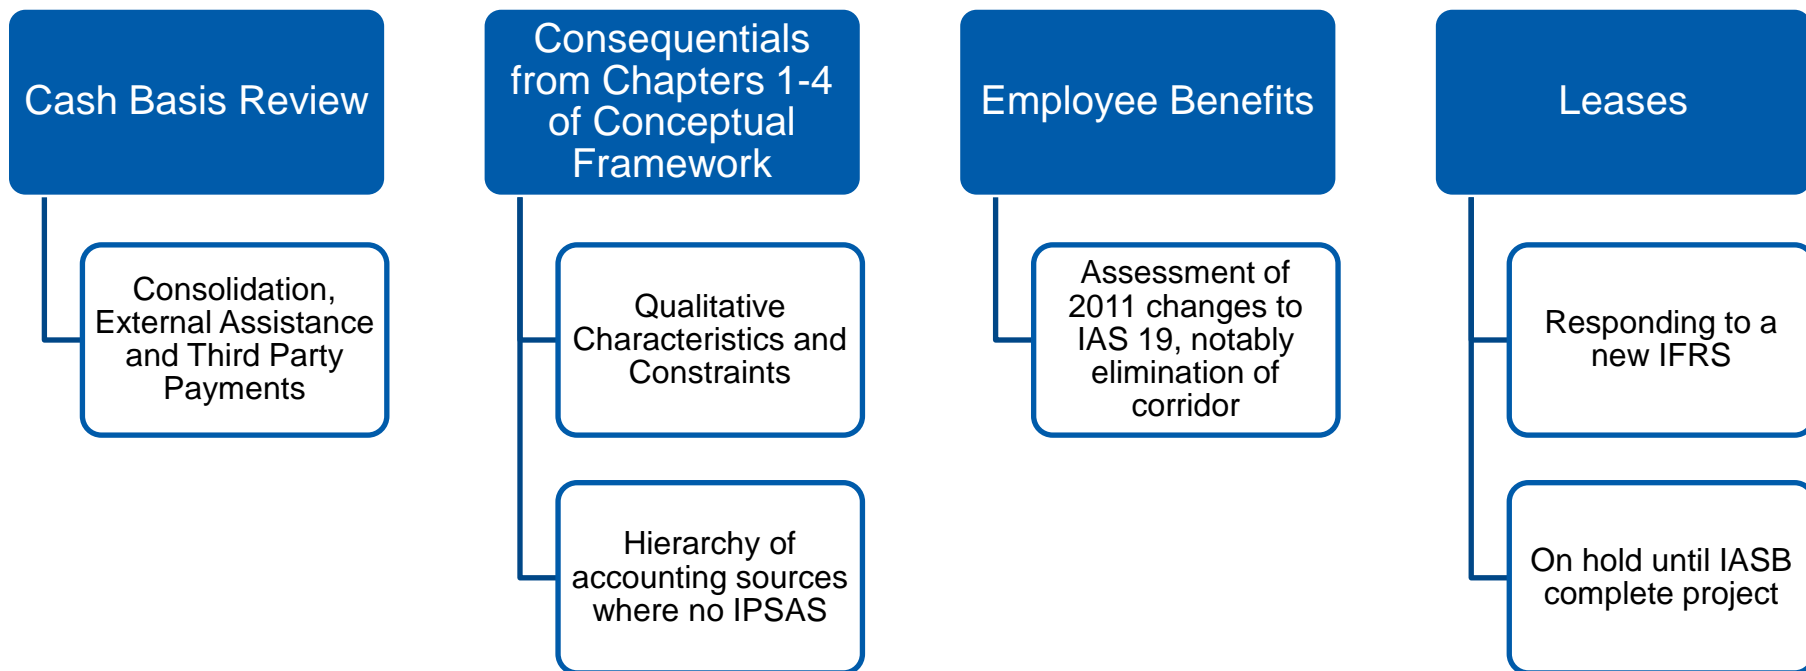 Cash Basis Review
Consolidation,
External Assistance
and Third Party
Payments
Consequentials
from Chapters 1-4
of Conceptual
Framework
Qualitative
Characteristics and
Constraints
Hierarchy of
accounting sources
where no IPSAS
Employee Benefits
Assessment of
2011 changes to
IAS 19, notably
elimination of
corridor
Leases
Responding to a
new IFRS
On hold until IASB
complete project